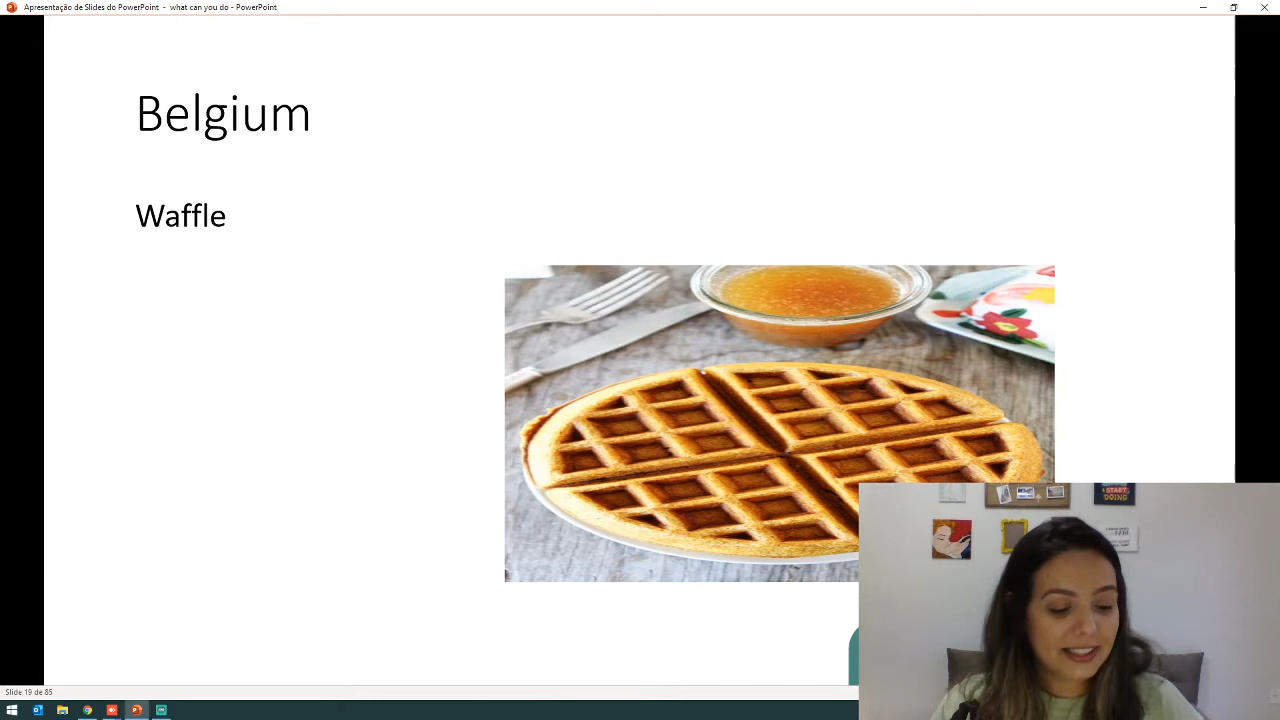 Apresentação de Slides do PowerPoint - what can you do - PowerPoint
Belgium
Waffle
START
DOING
Slide 19 de 85